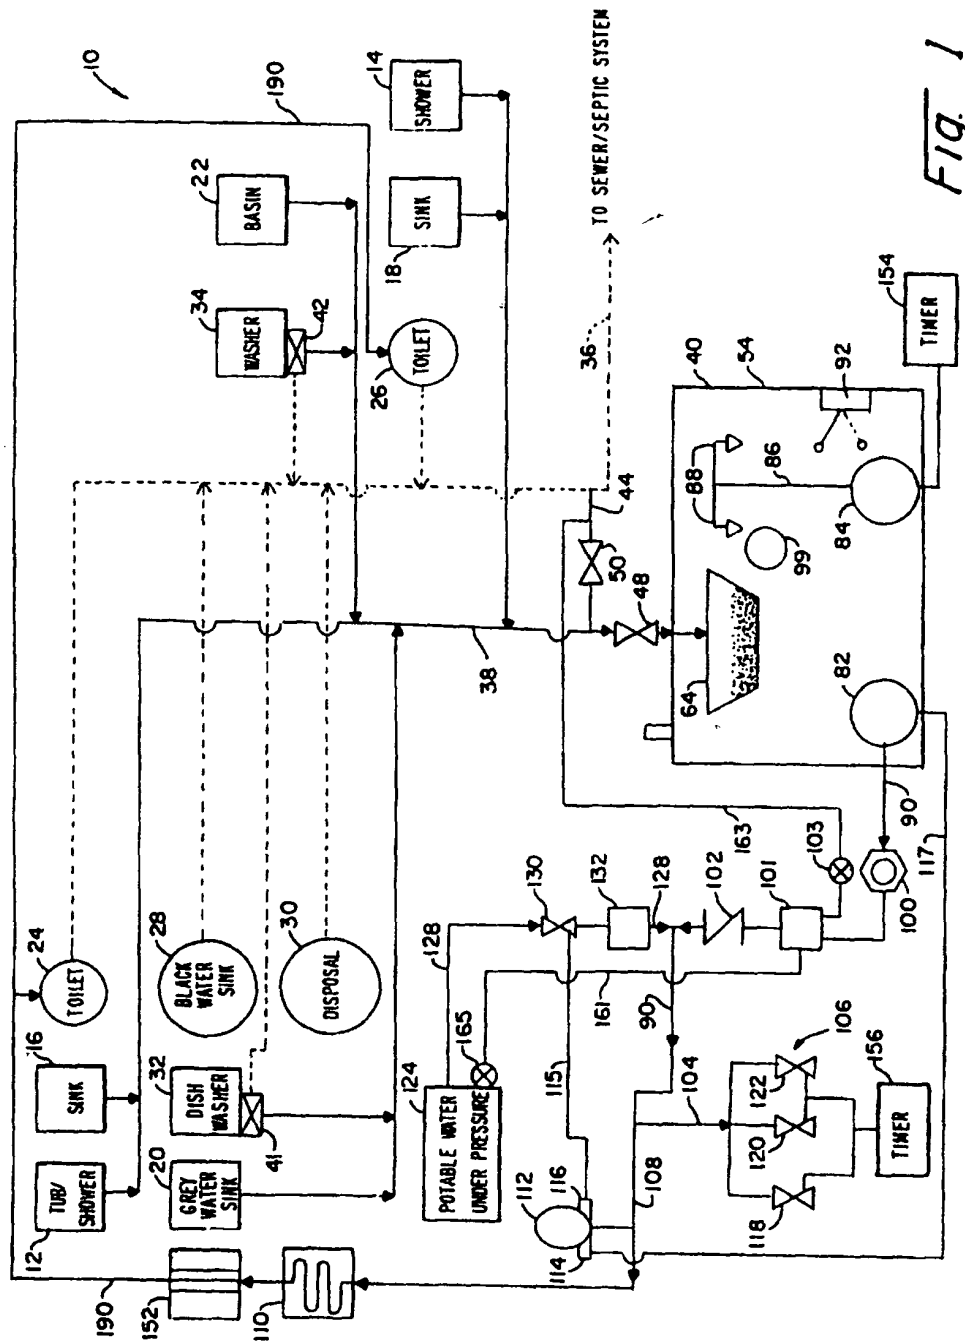 190
12
TUB/
SHOWER
16
SINK
24
TOILET
10
152
110
20
GREY WATER
SINK
32
DISH
WASHER
41
28
BLACK
WATER
SINK
30
DISPOSAL
34
WASHER
42
22
BASIN
190
26
TOILET
18
SINK
14
SHOWER
124
POTABLE WATER
UNDER PRESSURE
165
128
130
132
128
102
101
103
163
161
115
90
38
44
50
48
36
TO SEWER/SEPTIC SYSTEM
112
114
116
108
104
106
118
120
122
156
TIMER
100
90
117
64
82
84
86
88
99
92
40
54
154
TIMER
Fig. 1